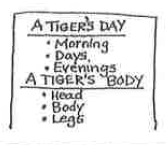 A TIGER'S DAY
• Morning
• Days,
• Evenings
A TIGER'S BODY
• Head
• Body
• Legs